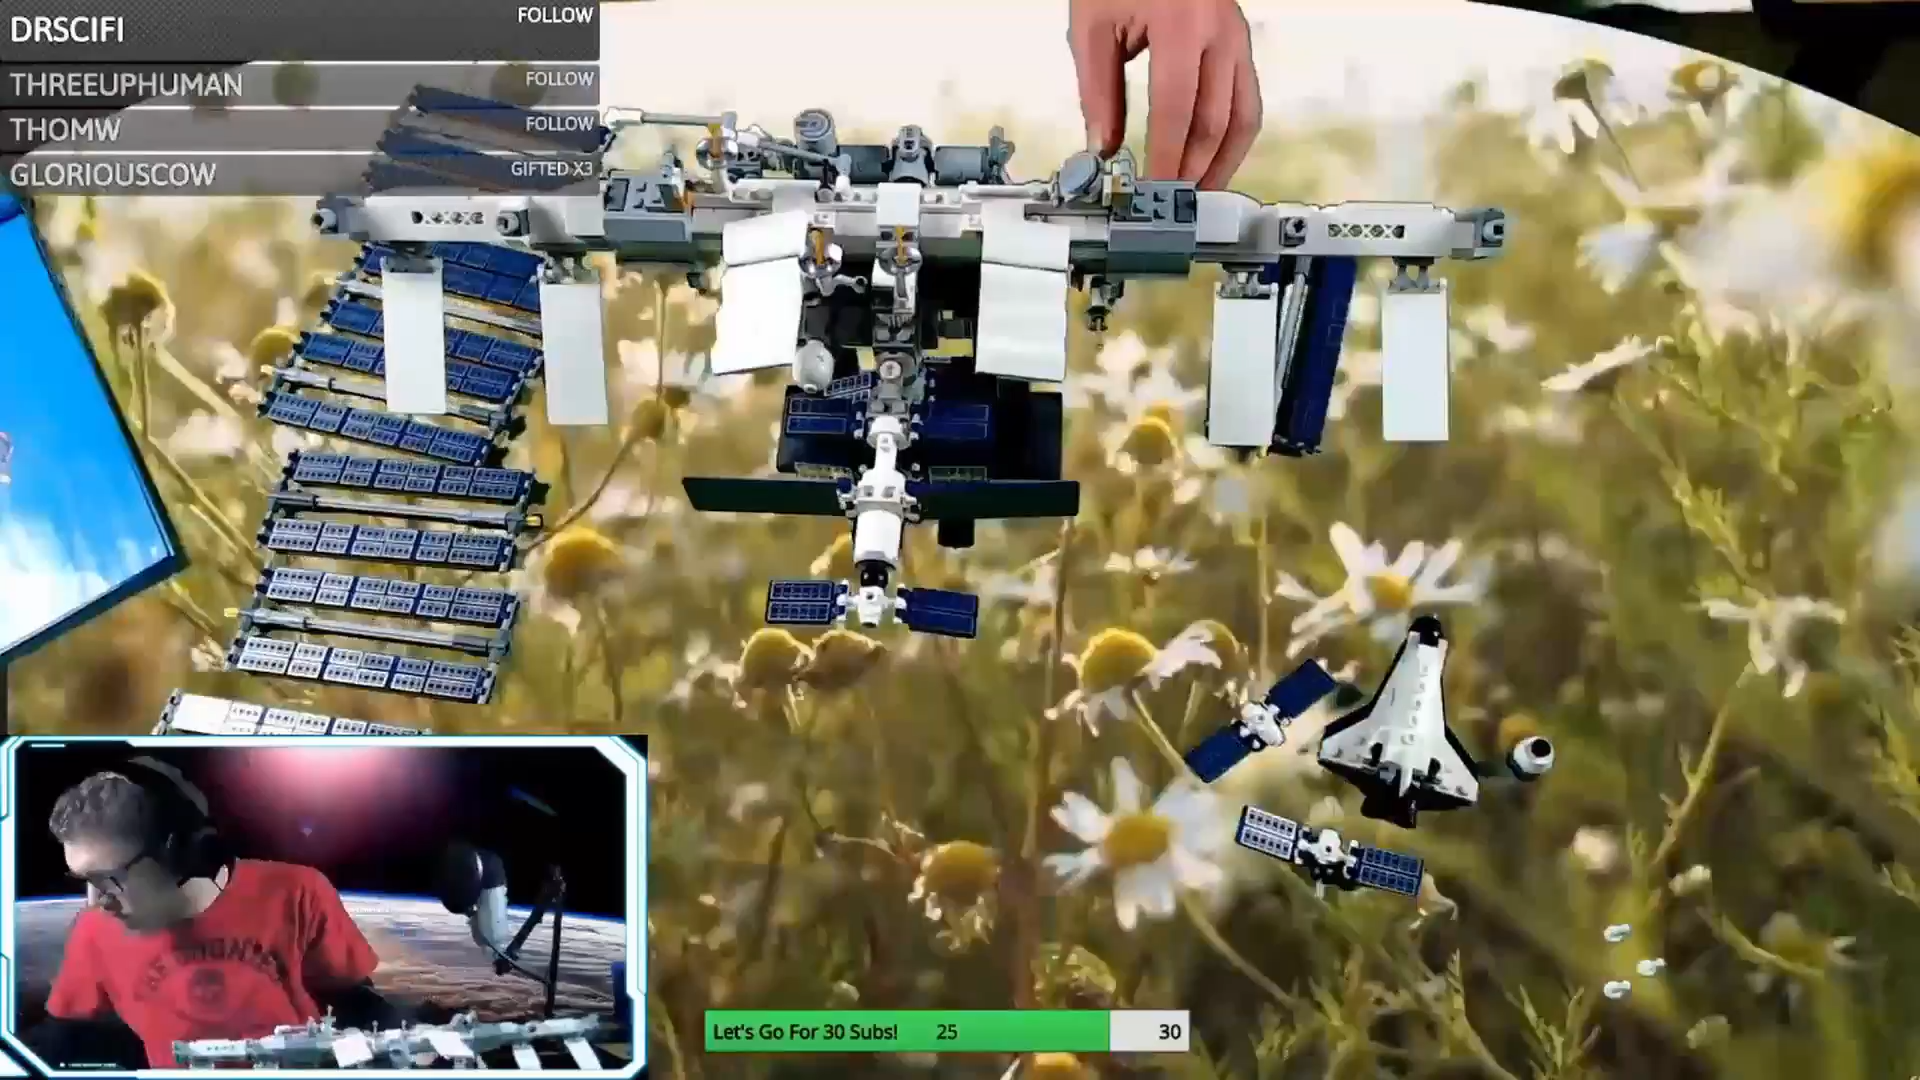 DRSCIFI FOLLOW
THREEUPHUMAN FOLLOW
THOMW FOLLOW
GLORIOUSCOW GIFTED X3
Let's Go For 30 Subs! 25 30